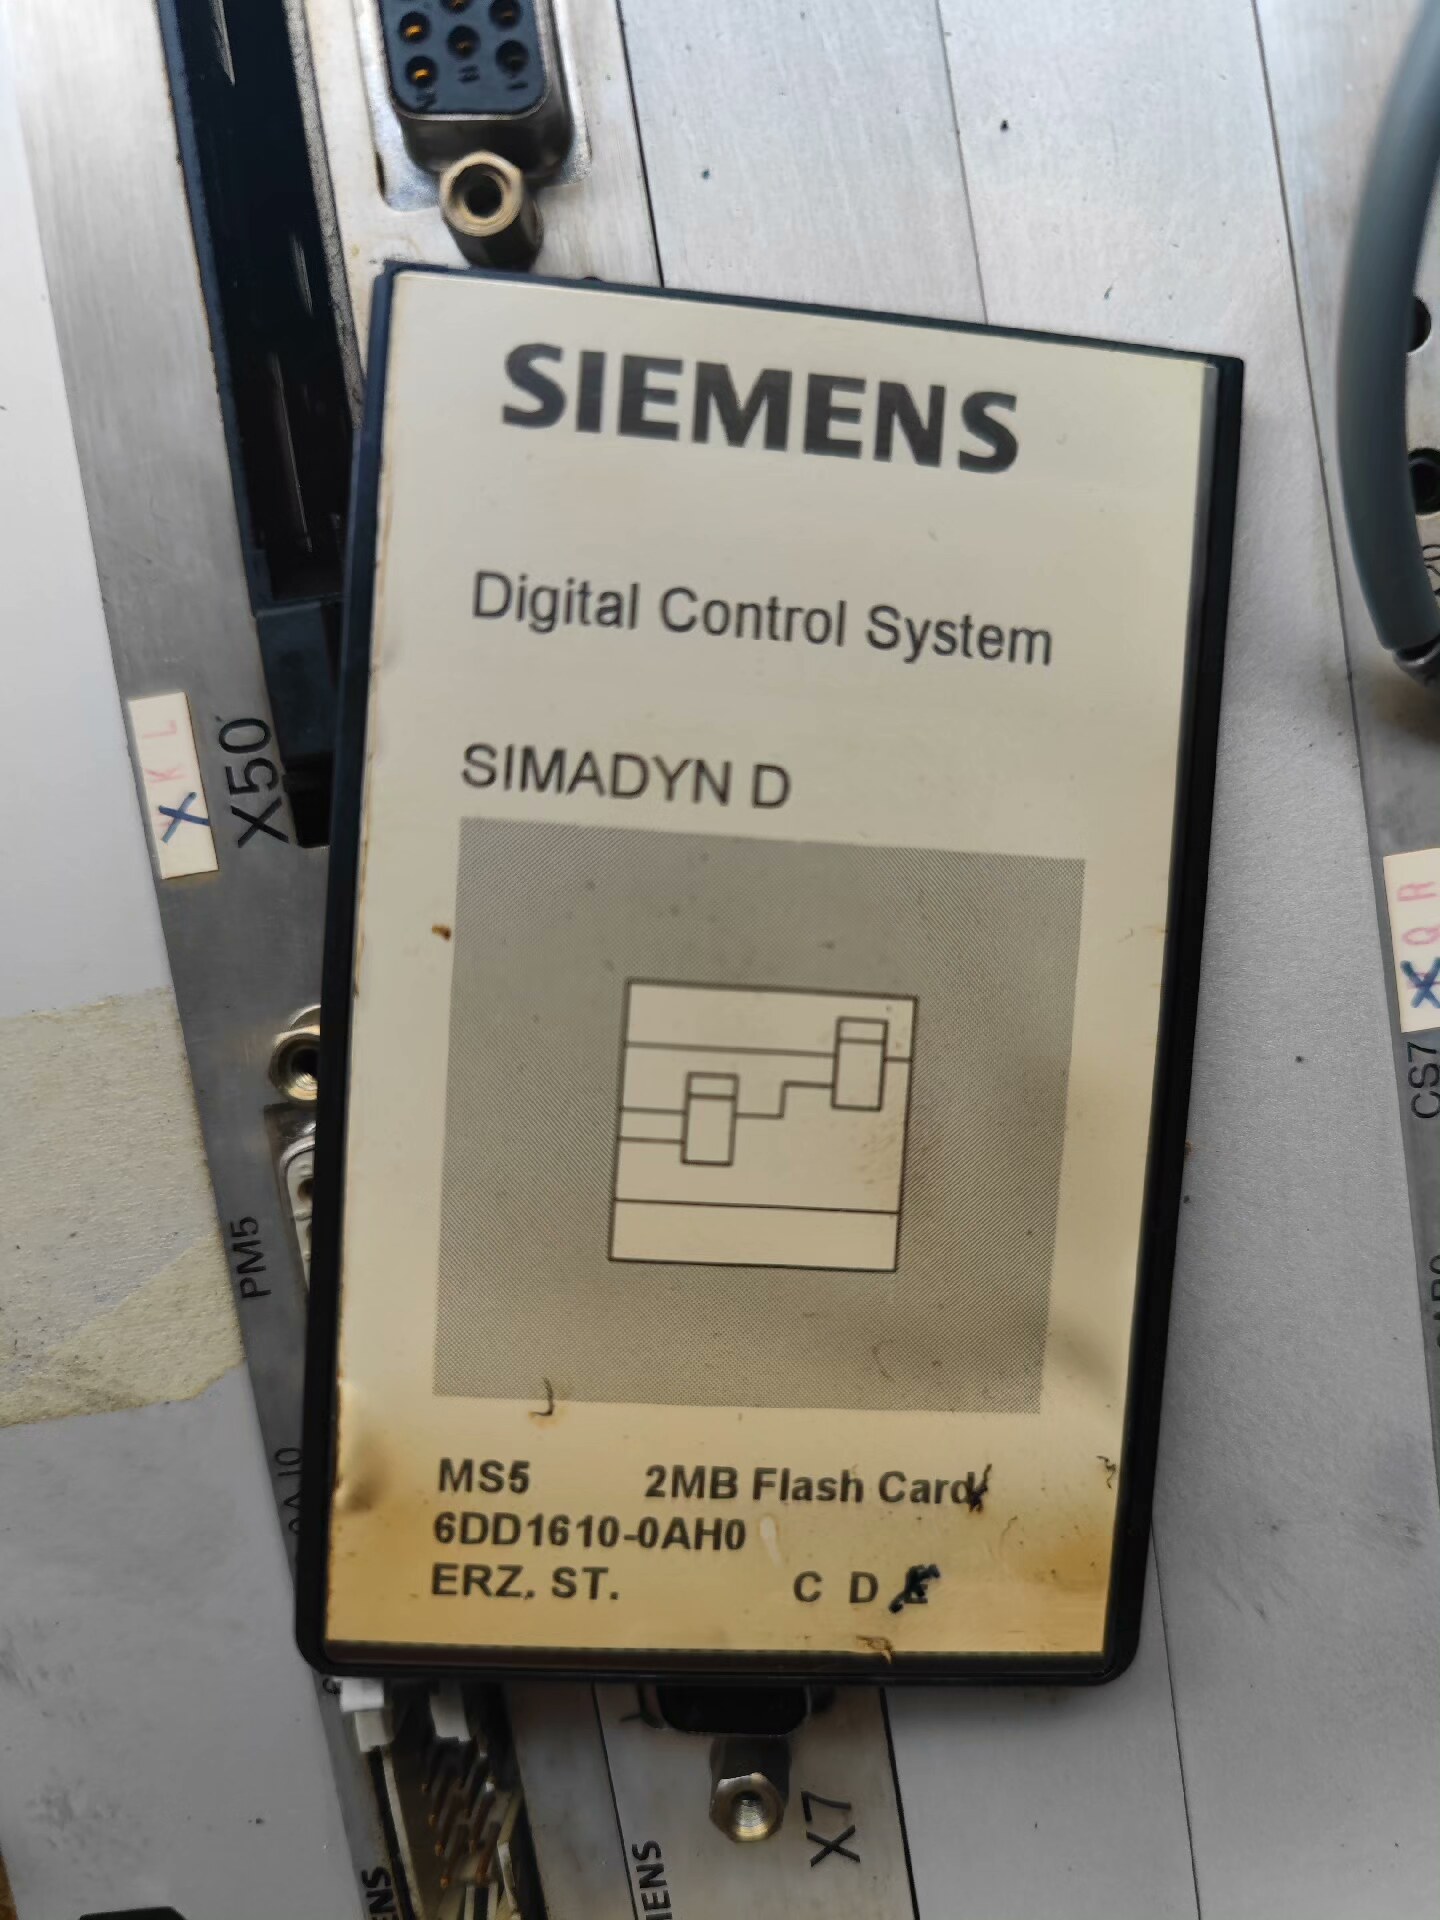 SIEMENS
Digital Control System
SIMADYN D
MS5 2MB Flash Card
6DD1610-0AH0
ERZ. ST. C D E
X K L
X50
PM5
X7
Q R
CS7